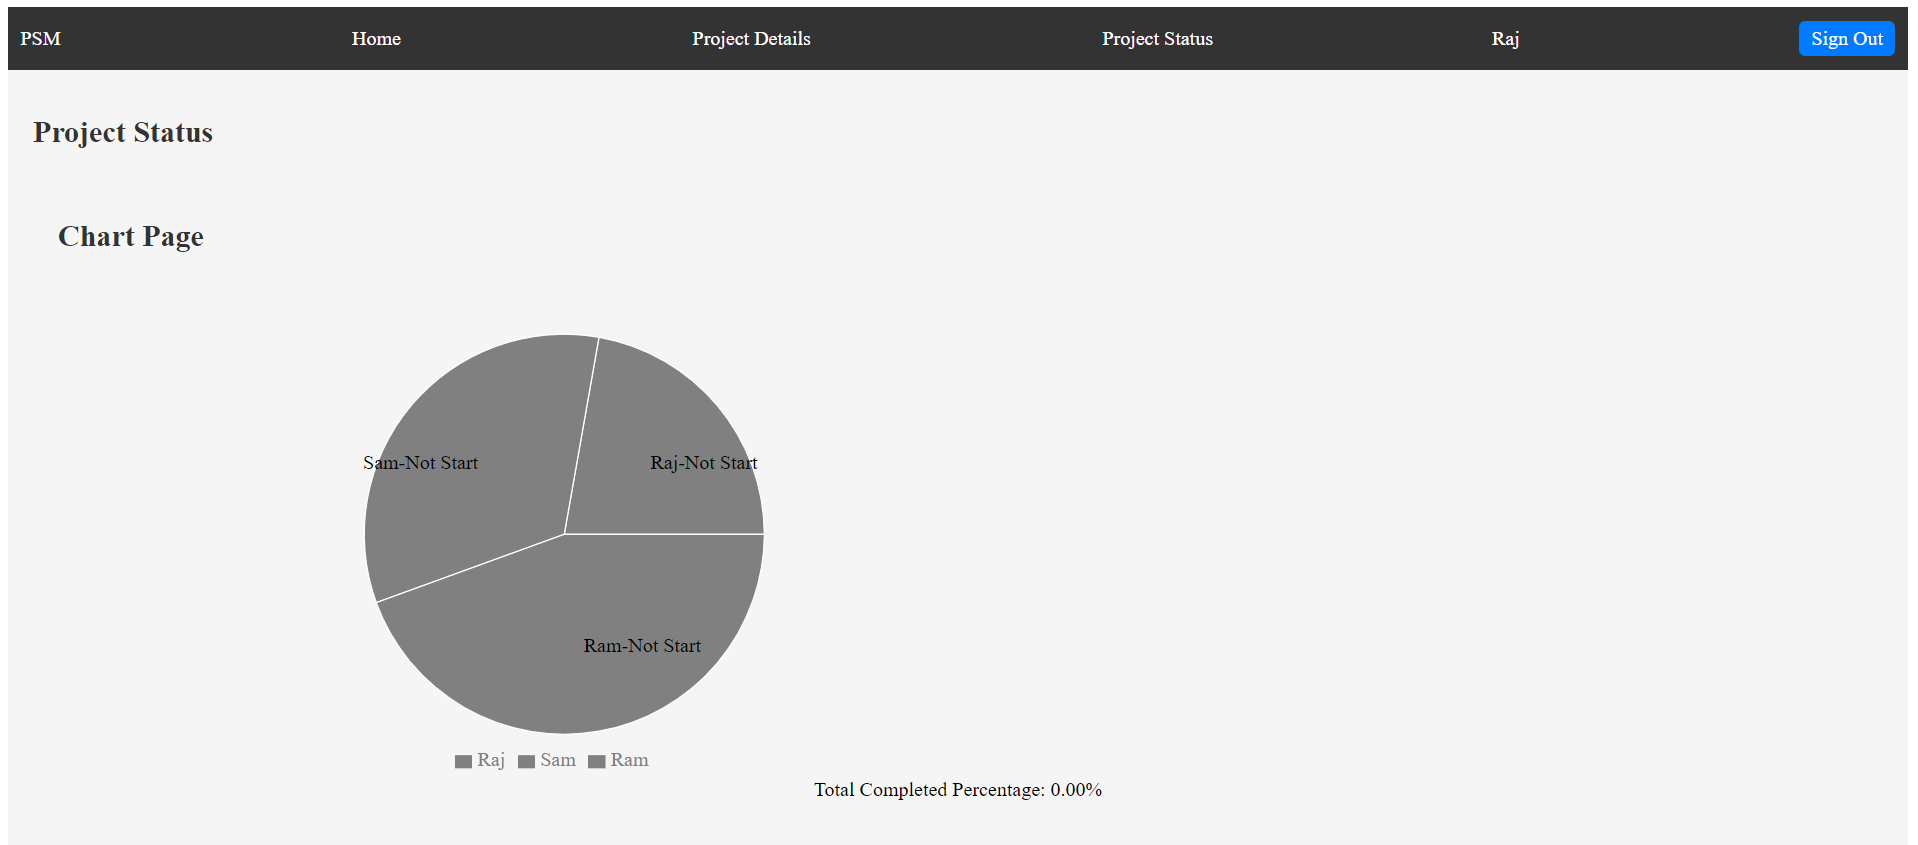 PSM Home Project Details Project Status Raj Sign Out
Project Status
Chart Page
Sam-Not Start Raj-Not Start
Ram-Not Start
Raj Sam Ram
Total Completed Percentage: 0.00%